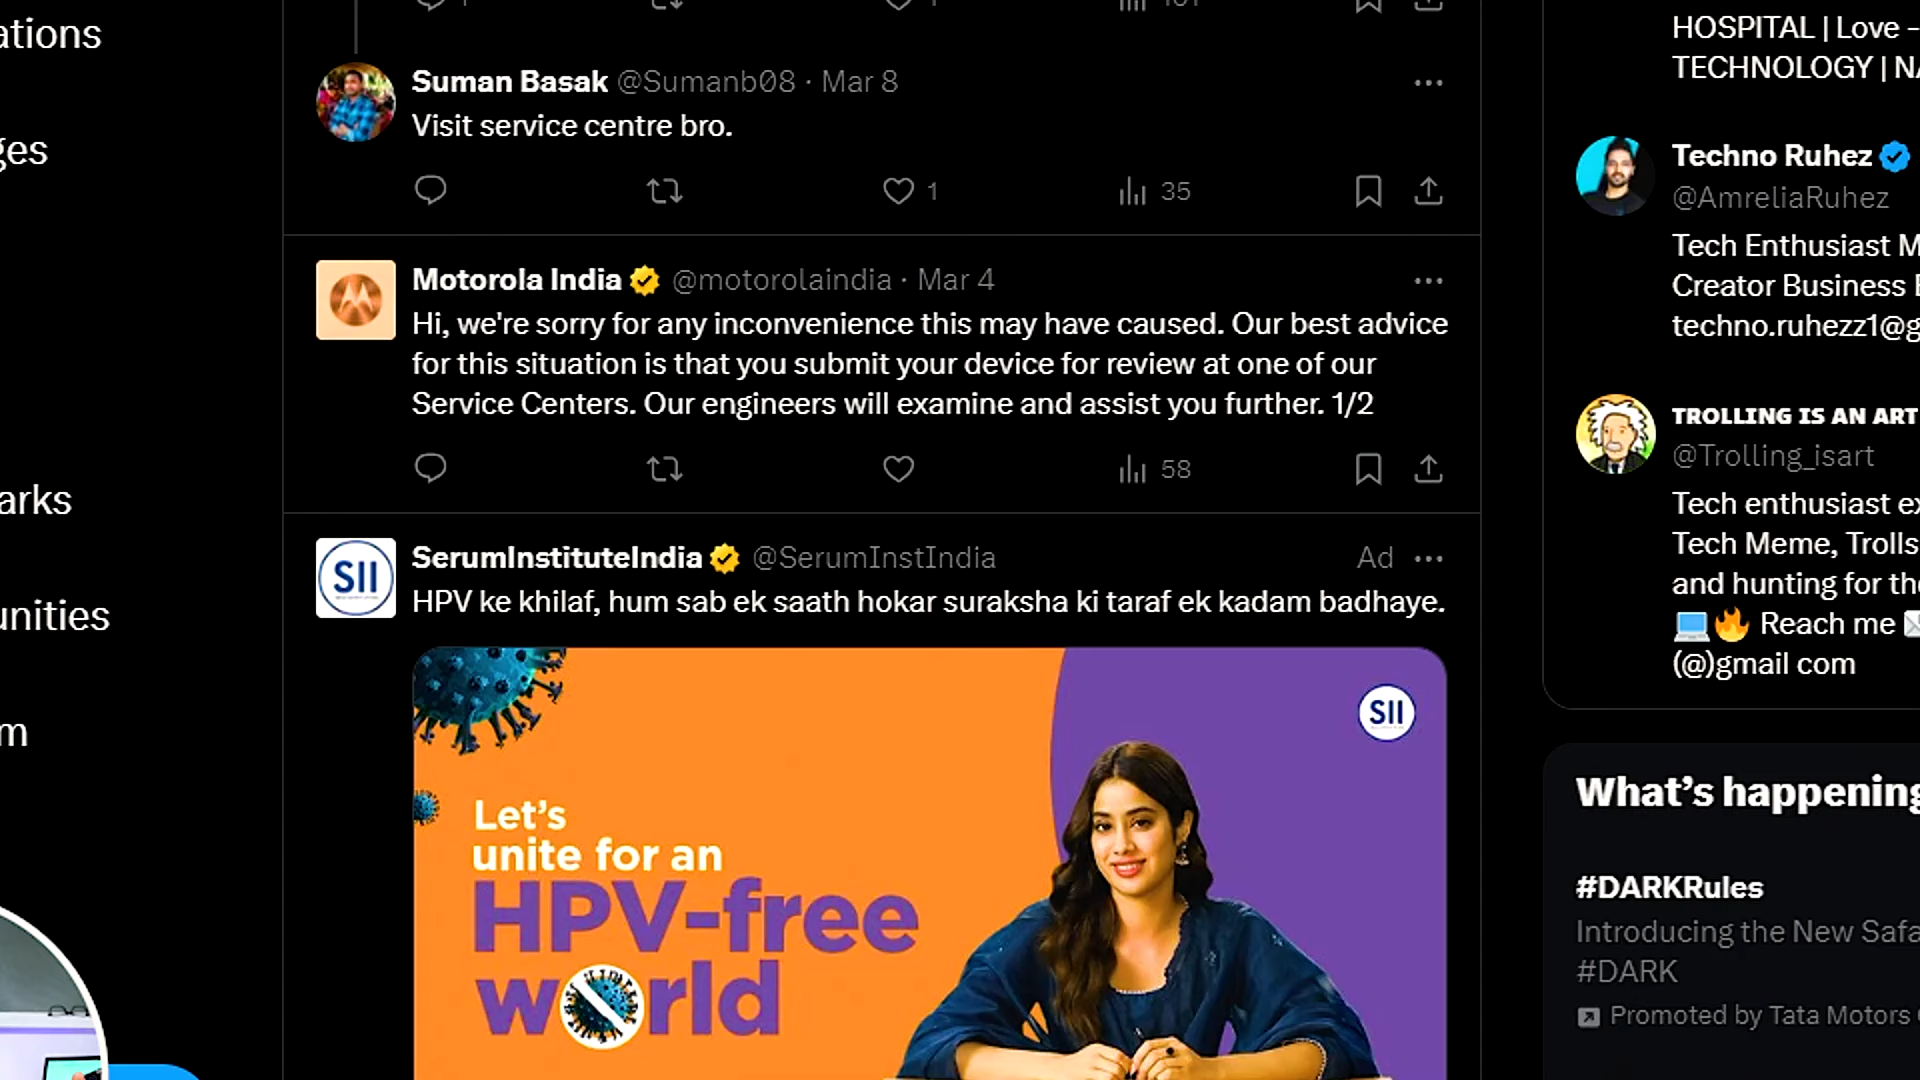 ations
ges
arks
unities
m
Suman Basak @Sumanb08 · Mar 8
Visit service centre bro.
1 35
Motorola India @motorolaindia · Mar 4
Hi, we're sorry for any inconvenience this may have caused. Our best advice
for this situation is that you submit your device for review at one of our
Service Centers. Our engineers will examine and assist you further. 1/2
58
SerumInstituteIndia @SerumInstIndia Ad
HPV ke khilaf, hum sab ek saath hokar suraksha ki taraf ek kadam badhaye.
SII
SII
Let's
unite for an
HPV-free
world
HOSPITAL | Love -
TECHNOLOGY | NA
Techno Ruhez
@AmreliaRuhez
Tech Enthusiast M
Creator Business E
techno.ruhezz1@g
TROLLING IS AN ART
@Trolling_isart
Tech enthusiast ex
Tech Meme, Trolls
and hunting for the
💻🔥 Reach me
(@)gmail com
What's happening
#DARKRules
Introducing the New Safa
#DARK
Promoted by Tata Motors